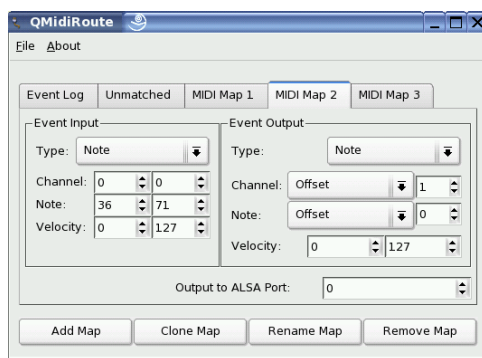 QMidiRoute
File About
Event Log Unmatched MIDI Map 1 MIDI Map 2 MIDI Map 3
Event Input Event Output
Type: Note Type: Note
Channel: 0 0 Channel: Offset 1
Note: 36 71 Note: Offset 0
Velocity: 0 127 Velocity: 0 127
Output to ALSA Port: 0
Add Map Clone Map Rename Map Remove Map